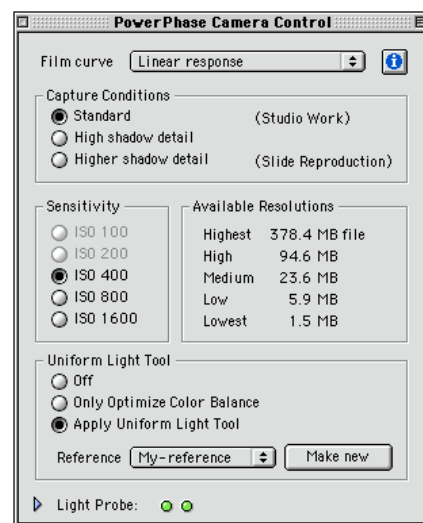 PowerPhase Camera Control
Film curve Linear response
Capture Conditions
Standard (Studio Work)
High shadow detail
Higher shadow detail (Slide Reproduction)
Sensitivity
ISO 100
ISO 200
ISO 400
ISO 800
ISO 1600
Available Resolutions
Highest 378.4 MB file
High 94.6 MB
Medium 23.6 MB
Low 5.9 MB
Lowest 1.5 MB
Uniform Light Tool
Off
Only Optimize Color Balance
Apply Uniform Light Tool
Reference My-reference Make new
Light Probe: